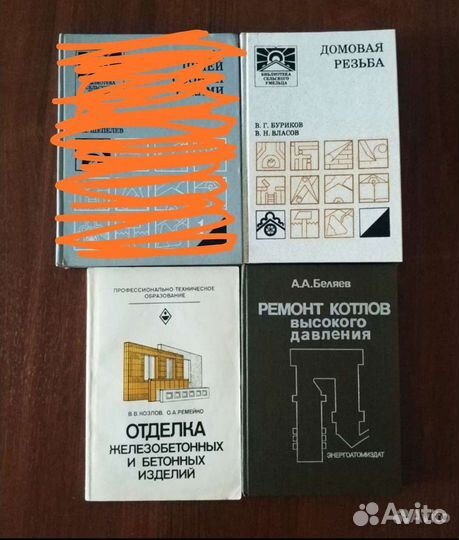 ШЕПЕЛЕВ
БИБЛИОТЕКА
СЕЛЬСКОГО
УМЕЛЬЦА
ДОМОВАЯ
РЕЗЬБА
В. Г. БУРИКОВ
В. Н. ВЛАСОВ
ПРОФЕССИОНАЛЬНО-ТЕХНИЧЕСКОЕ
ОБРАЗОВАНИЕ
В. В. КОЗЛОВ, О. А. РЕМЕЙКО
ОТДЕЛКА
ЖЕЛЕЗОБЕТОННЫХ
И БЕТОННЫХ
ИЗДЕЛИЙ
А.А.Беляев
РЕМОНТ КОТЛОВ
высокого
давления
ЭНЕРГОАТОМИЗДАТ
Avito